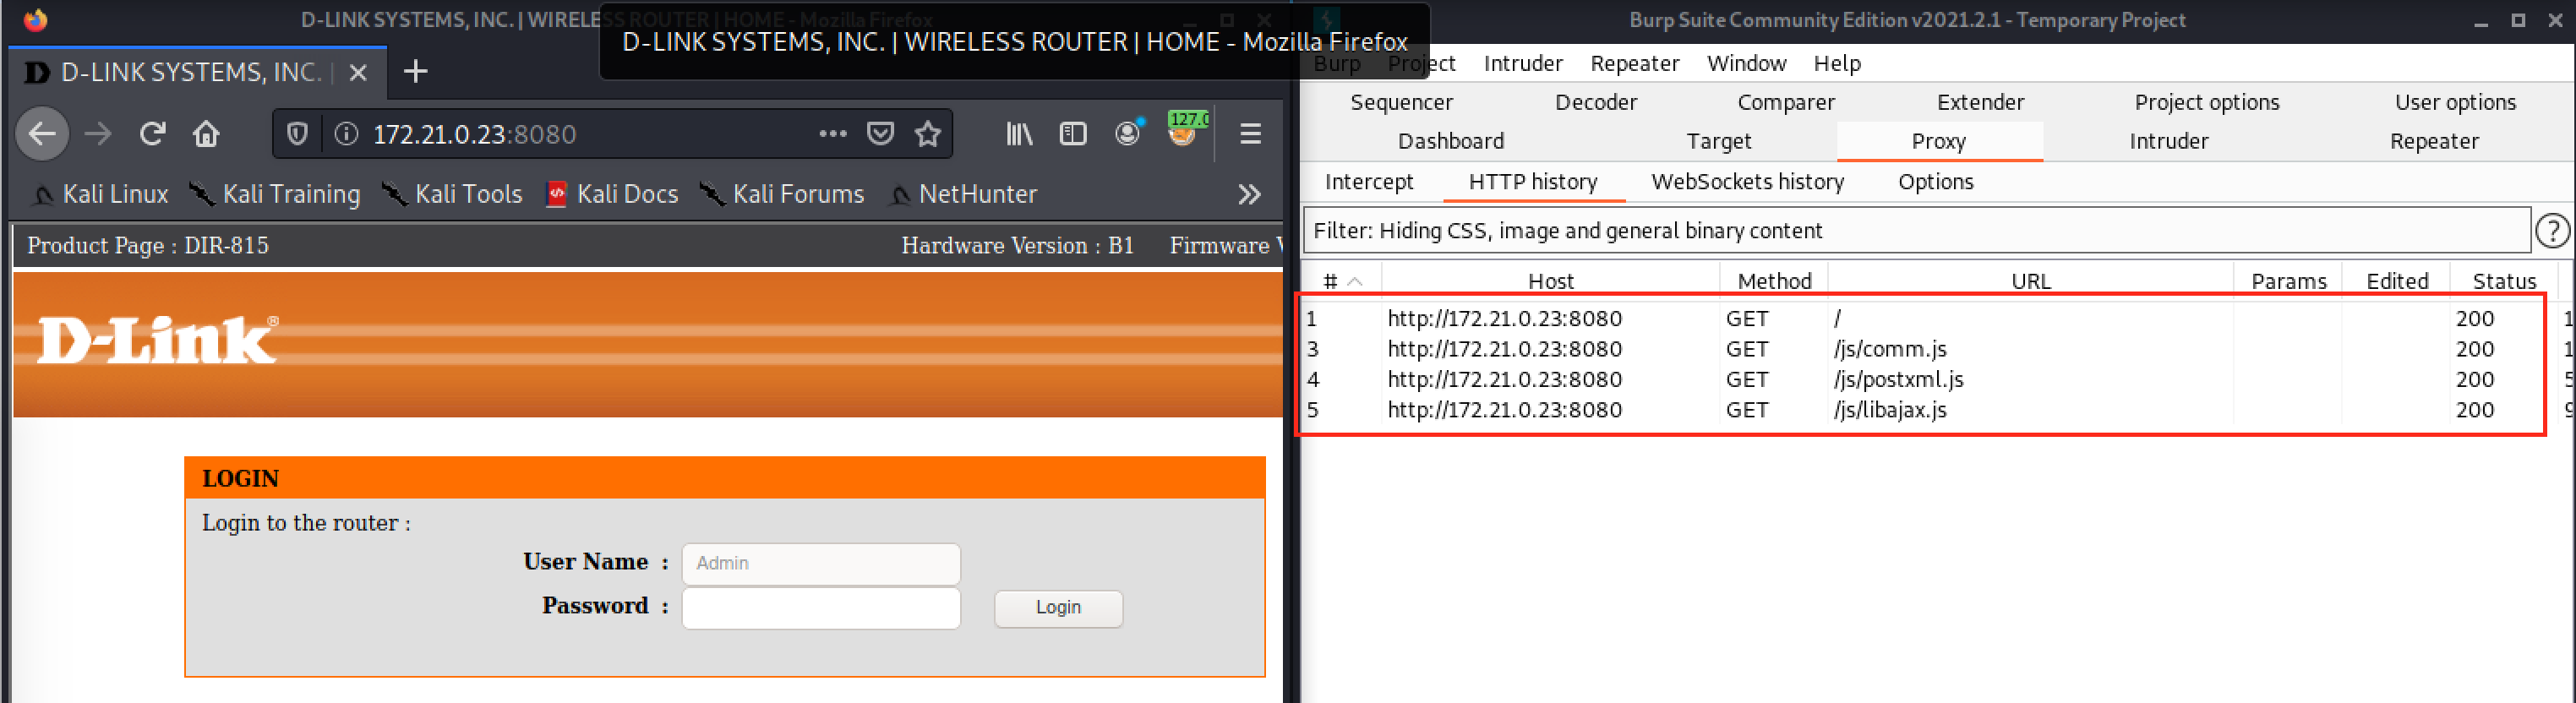 D-LINK SYSTEMS, INC. | WIRELESS ROUTER | HOME - Mozilla Firefox
D-LINK SYSTEMS, INC. | WIRELESS ROUTER | HOME - Mozilla Firefox
D-LINK SYSTEMS, INC. |
172.21.0.23:8080
127.0
Kali Linux Kali Training Kali Tools Kali Docs Kali Forums NetHunter
Product Page : DIR-815 Hardware Version : B1 Firmware V
D-Link®
LOGIN
Login to the router :
User Name : Admin
Password :
Login
Burp Suite Community Edition v2021.2.1 - Temporary Project
Burp Project Intruder Repeater Window Help
Sequencer Decoder Comparer Extender Project options User options
Dashboard Target Proxy Intruder Repeater
Intercept HTTP history WebSockets history Options
Filter: Hiding CSS, image and general binary content ?
# Host Method URL Params Edited Status
1 http://172.21.0.23:8080 GET / 200 1
3 http://172.21.0.23:8080 GET /js/comm.js 200 1
4 http://172.21.0.23:8080 GET /js/postxml.js 200 5
5 http://172.21.0.23:8080 GET /js/libajax.js 200 9